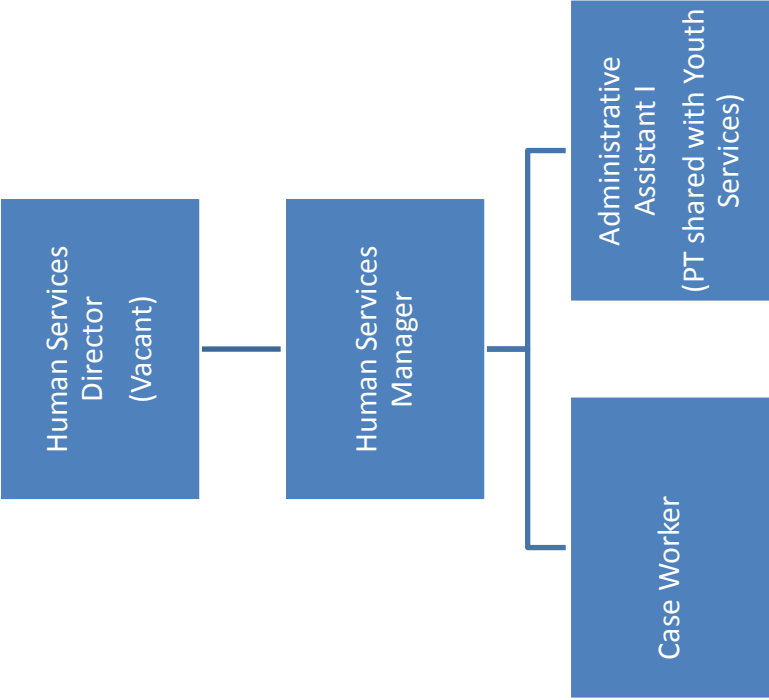 Human Services
Director
(Vacant)
Human Services
Manager
Case Worker
Administrative
Assistant I
(PT shared with Youth
Services)